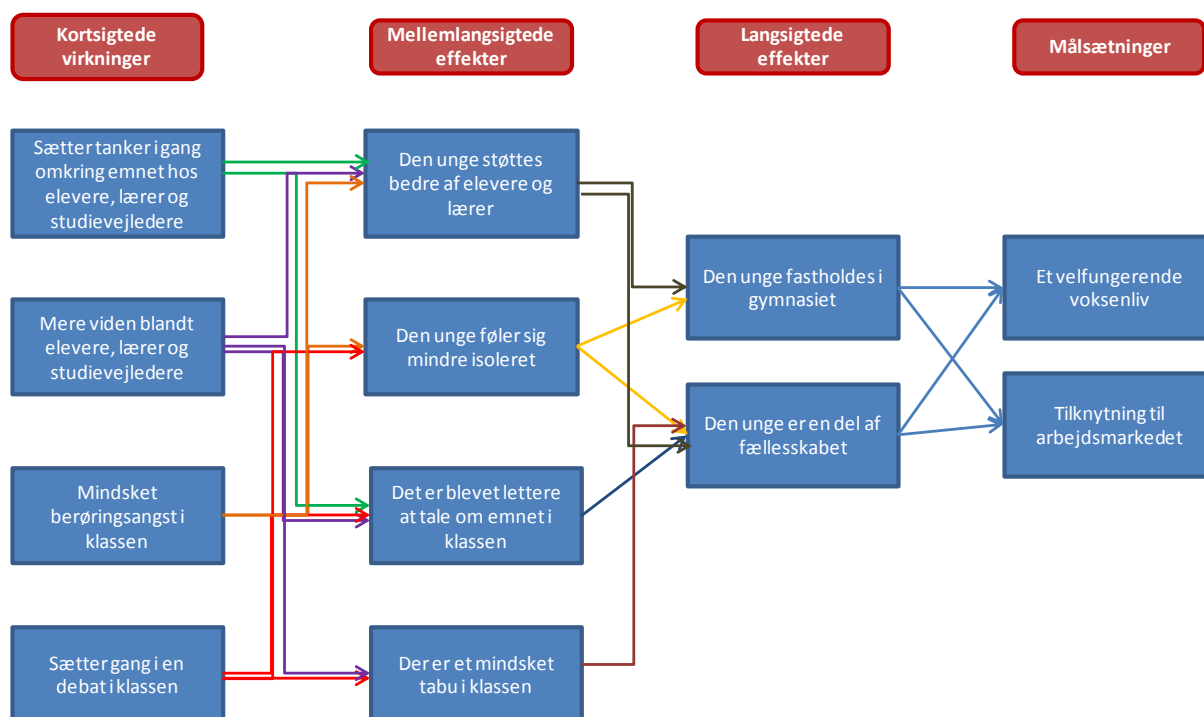 Kortsigtede
virkninger
Mellemlangsigtede
effekter
Langsigtede
effekter
Målsætninger
Sætter tanker i gang
omkring emnet hos
elevere, lærer og
studievejledere
Mere viden blandt
elevere, lærer og
studievejledere
Mindsket
berøringsangst i
klassen
Sætter gang i en
debat i klassen
Den unge støttes
bedre af elevere og
lærer
Den unge føler sig
mindre isoleret
Det er blevet lettere
at tale om emnet i
klassen
Der er et mindsket
tabu i klassen
Den unge fastholdes i
gymnasiet
Den unge er en del af
fællesskabet
Et velfungerende
voksenliv
Tilknytning til
arbejdsmarkedet